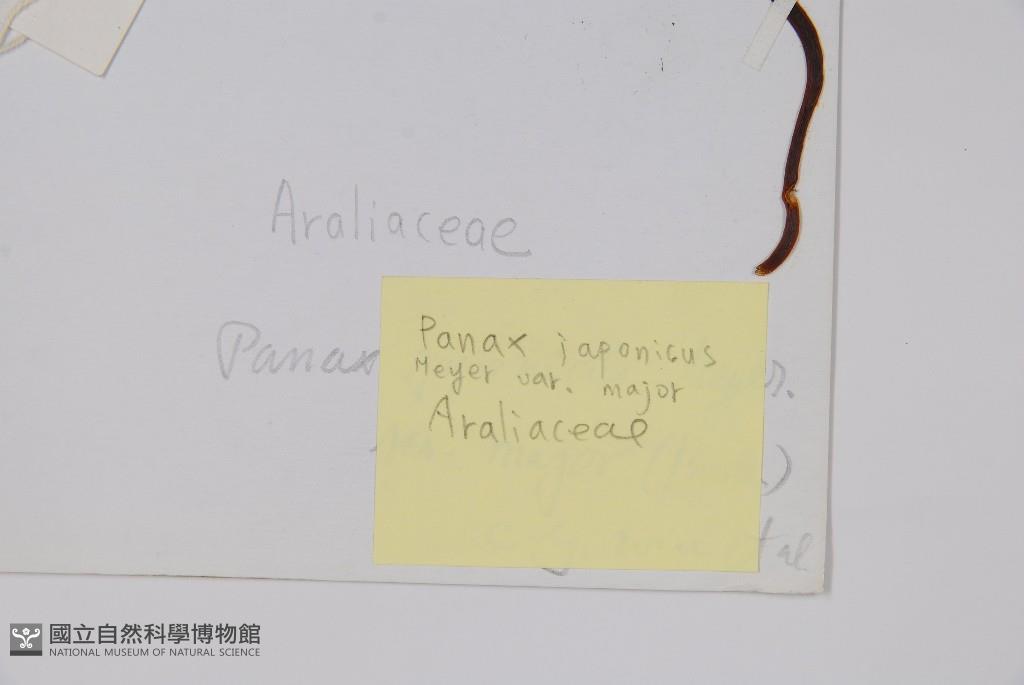 Araliaceae
Panax
Panax japonicus
Meyer var. major
Araliaceae
major
)
國立自然科學博物館
NATIONAL MUSEUM OF NATURAL SCIENCE